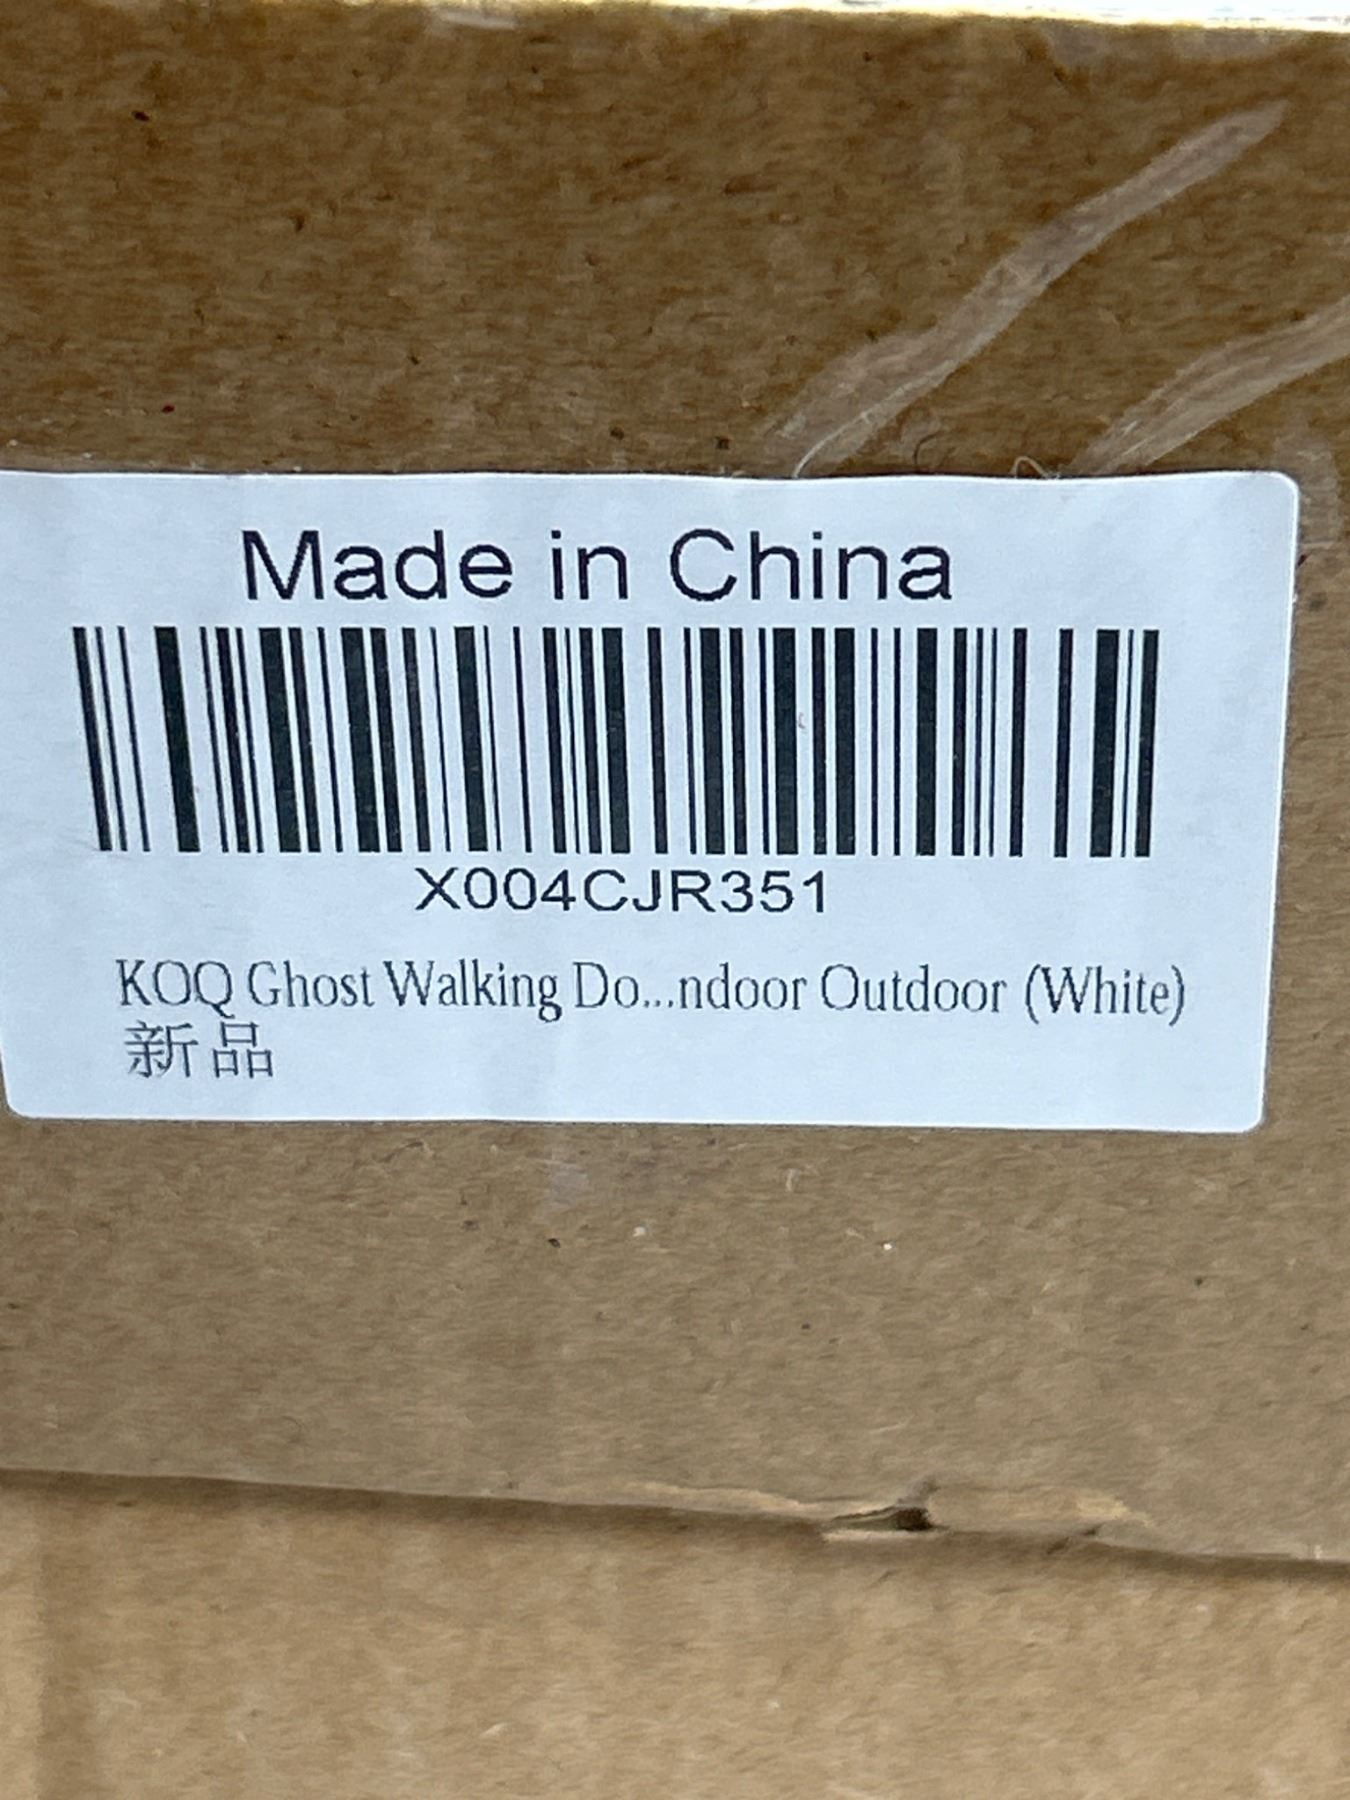 Made in China
X004CJR351
KOQ Ghost Walking Do...ndoor Outdoor (White)
新品